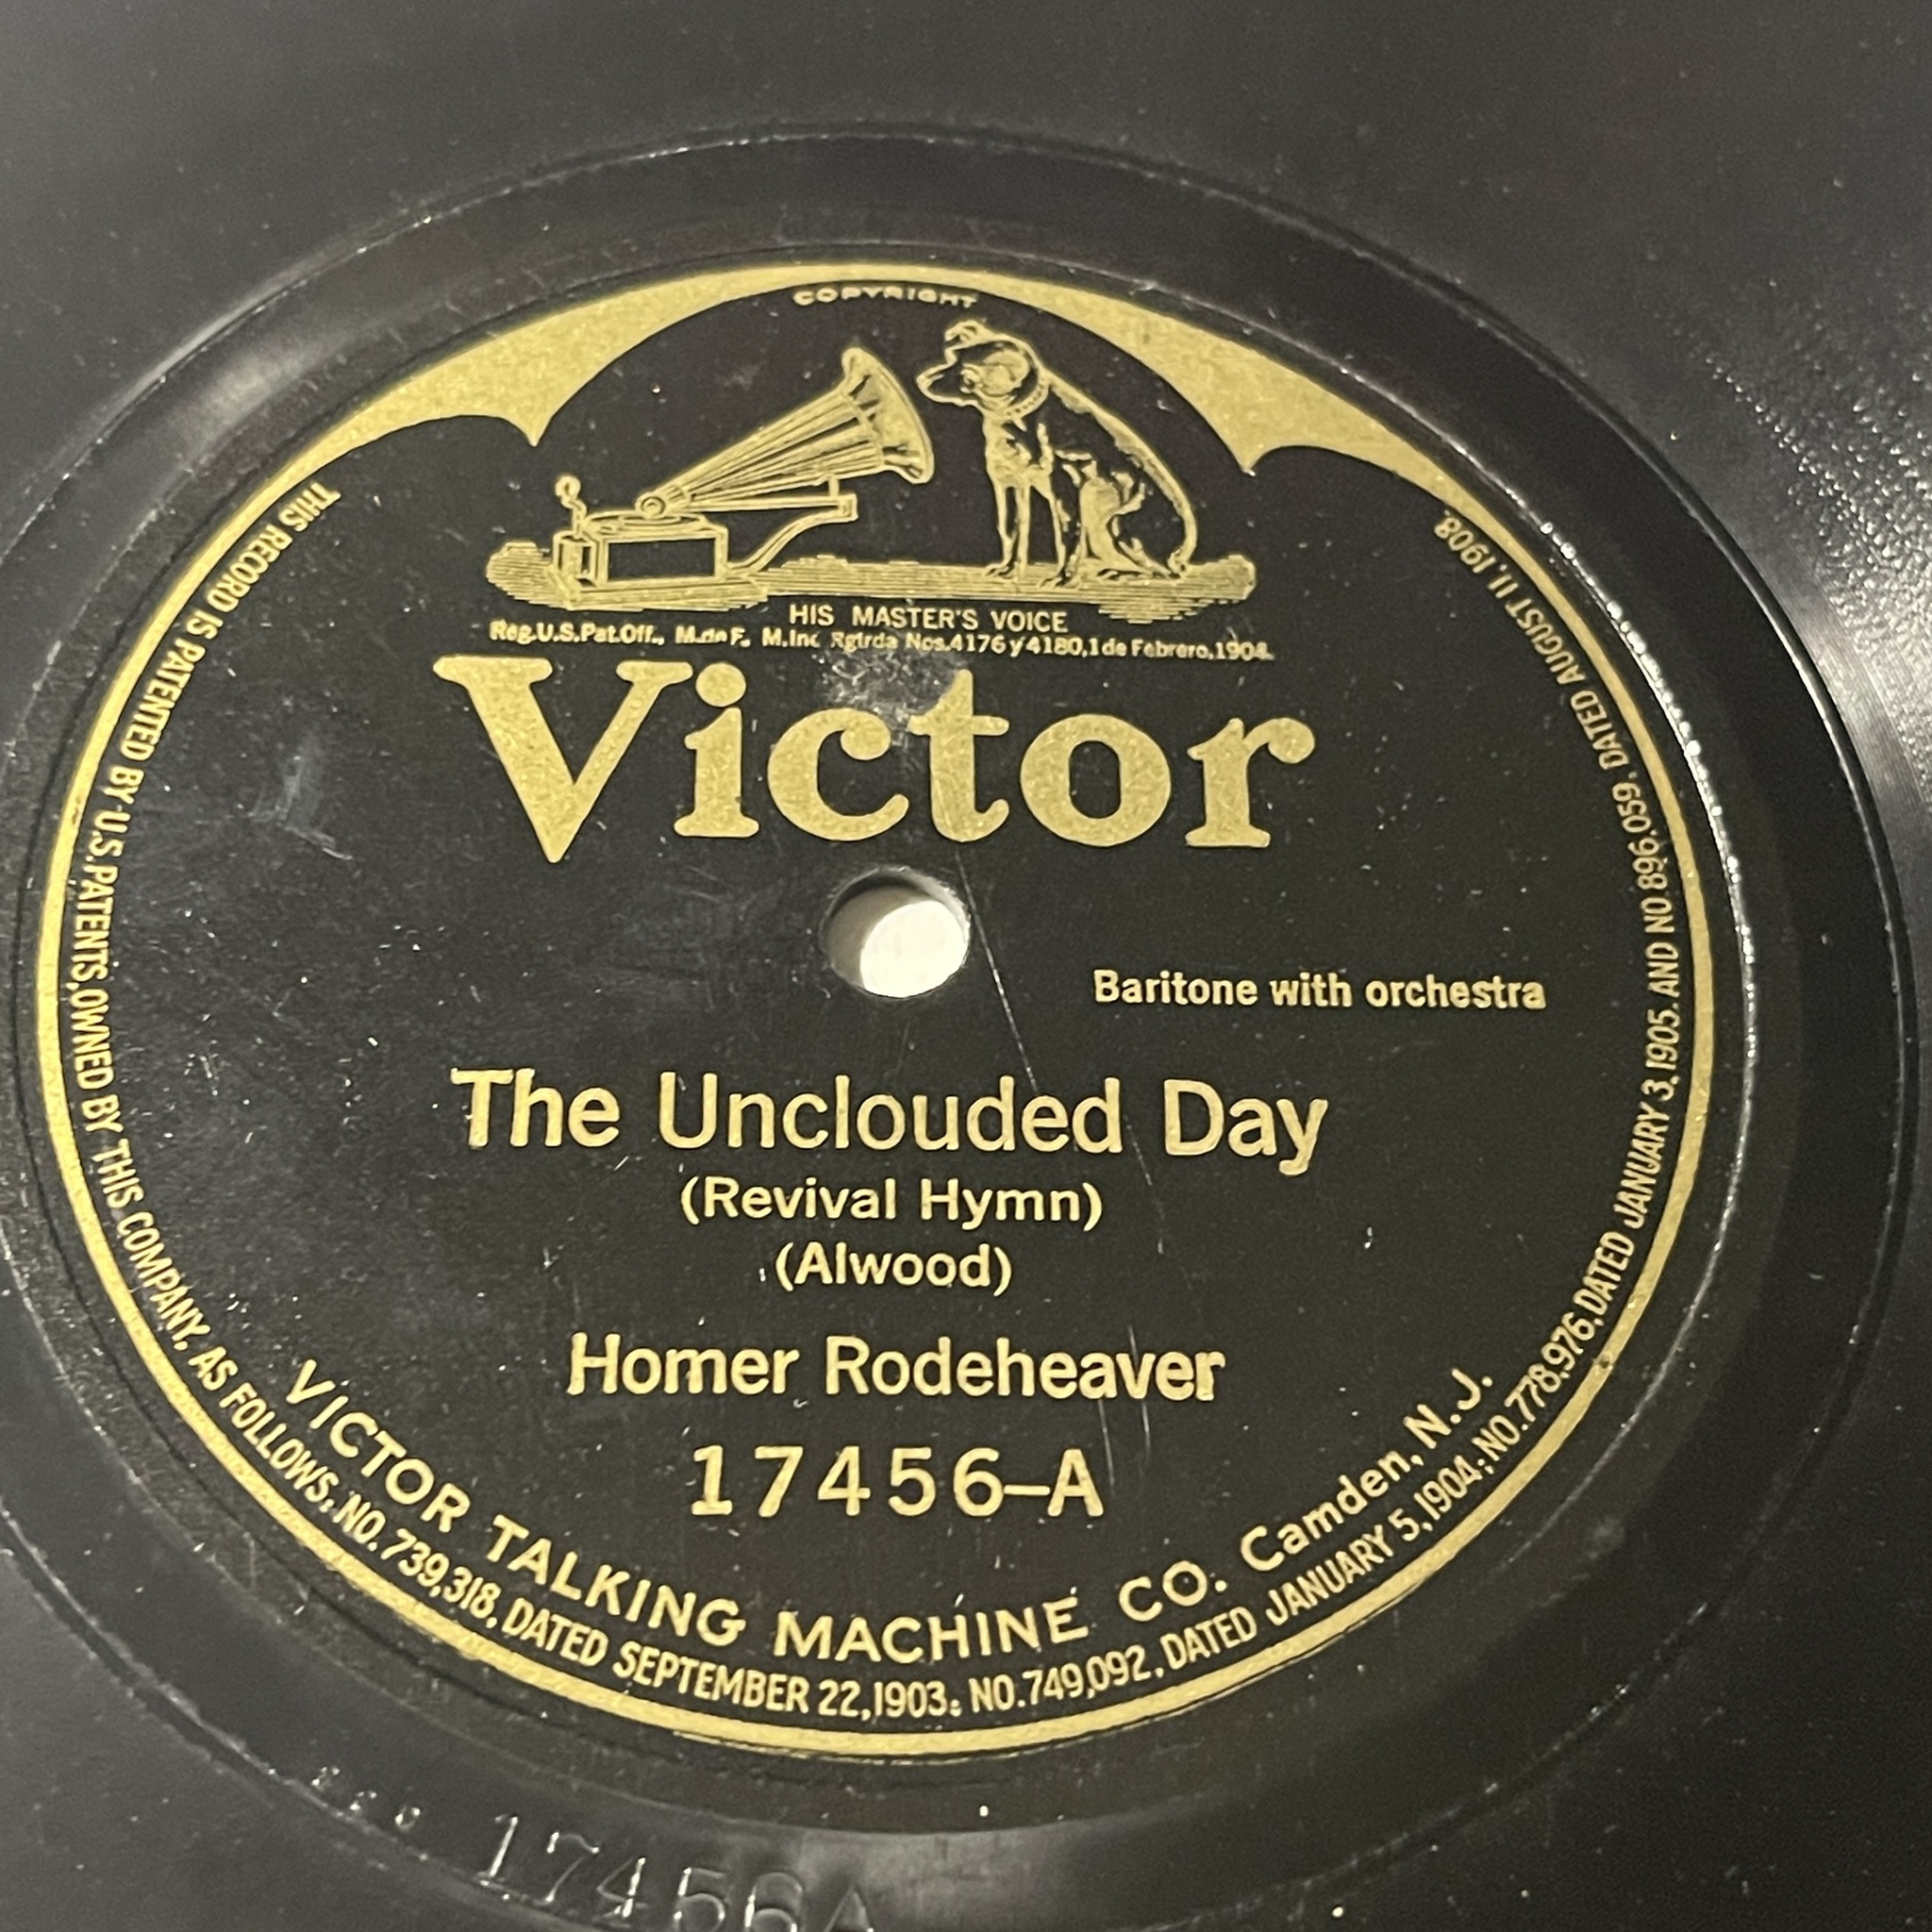 COPYRIGHT
HIS MASTER'S VOICE
Reg.U.S.Pat.Off., M.de F. M.Inc Rgtrda Nos.4176 y 4180,1 de Febrero,1904.
Victor
Baritone with orchestra
The Unclouded Day
(Revival Hymn)
(Alwood)
Homer Rodeheaver
17456-A
VICTOR TALKING MACHINE CO. Camden, N.J.
THIS RECORD IS PATENTED BY U.S.PATENTS,OWNED BY THIS COMPANY, AS FOLLOWS: NO.739,318, DATED SEPTEMBER 22,1903; NO.749,092, DATED JANUARY 5,1904; NO.778,976,DATED JANUARY 3,1905. AND NO 896,059, DATED AUGUST 11,1908.
17456A